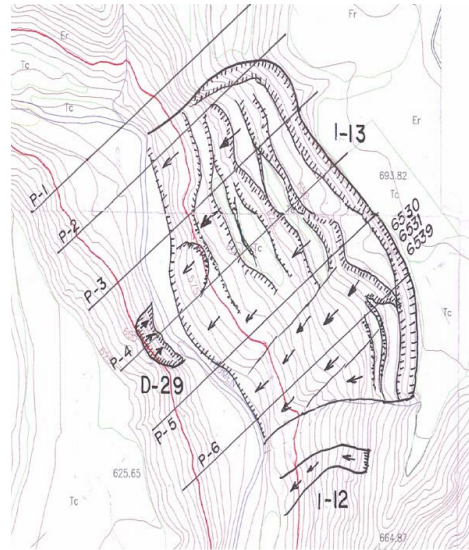 Er
Er
Tc
Tc
P-1
P-2
P-3
P-4
P-5
P-6
I-13
Er
693.82
Tc
6530
6531
6539
Tc
Tc
D-29
625.65
Tc
I-12
664.87